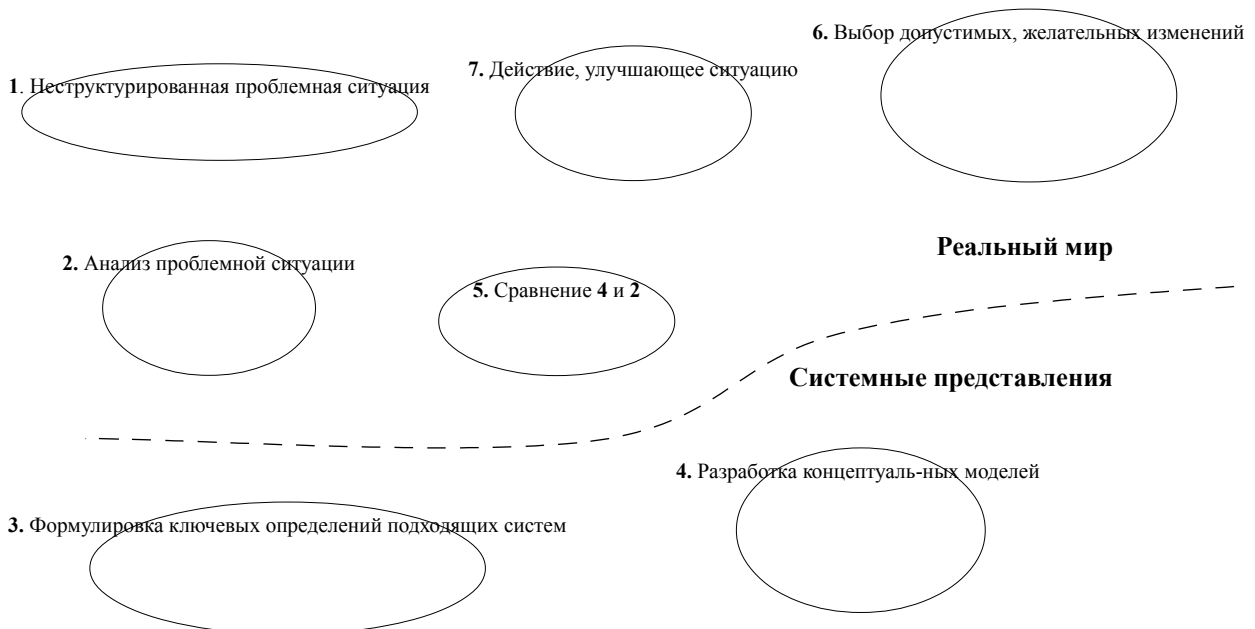 6. Выбор допустимых, желательных изменений
7. Действие, улучшающее ситуацию
1. Неструктурированная проблемная ситуация
Реальный мир
2. Анализ проблемной ситуации
5. Сравнение 4 и 2
Системные представления
4. Разработка концептуаль-ных моделей
3. Формулировка ключевых определений подходящих систем